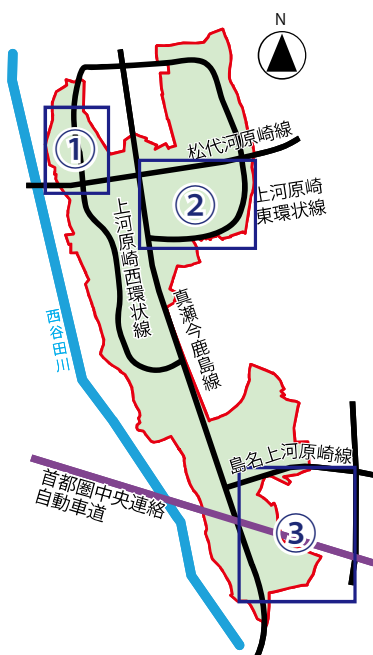 N
①
松代河原崎線
②
上河原崎
東環状線
上河原崎西環状線
真瀬今鹿島線
西谷田川
島名上河原崎線
首都圏中央連絡
自動車道
③